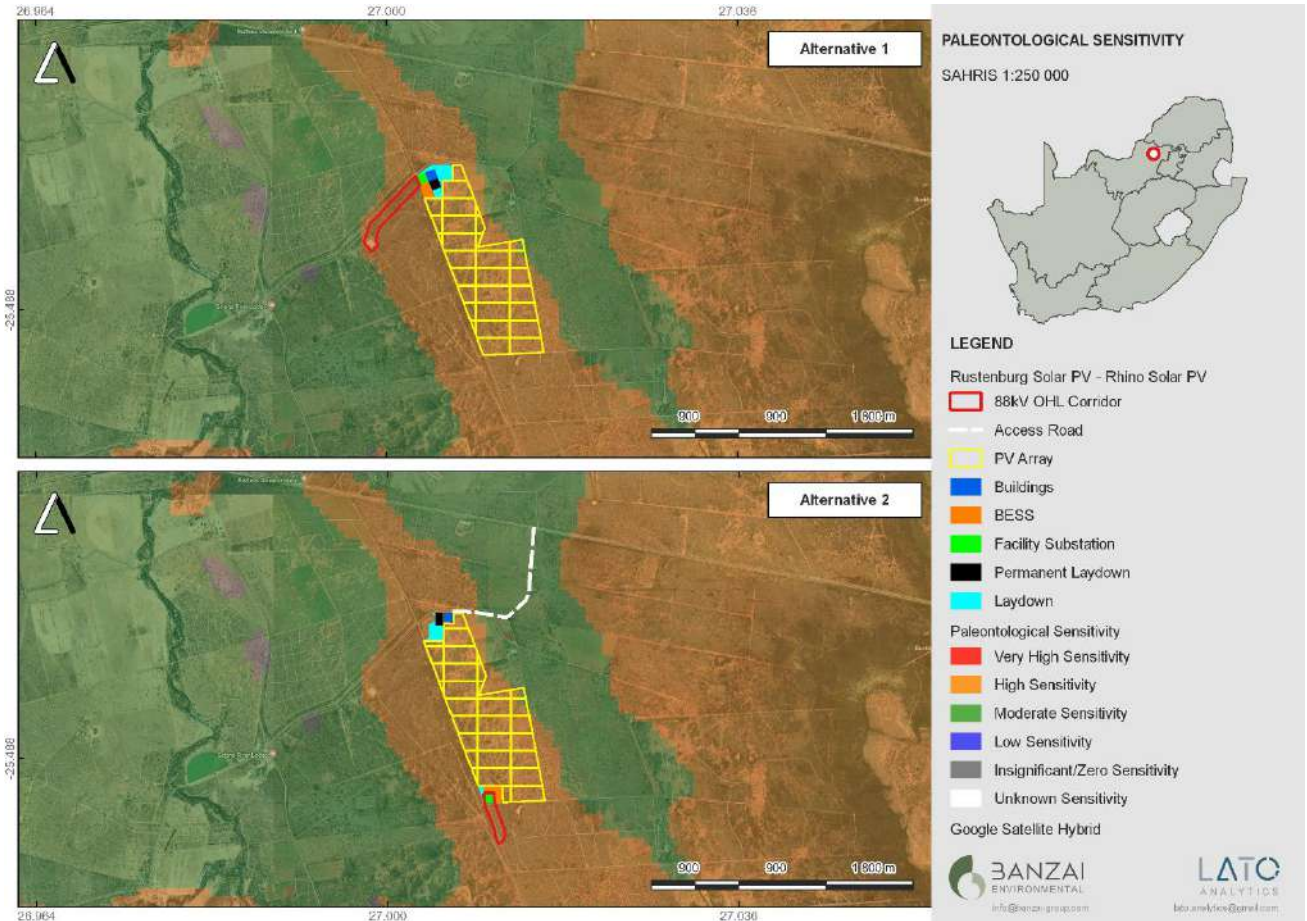 26.964
27.000
27.036
Alternative 1
-25.488
900
900
1 800 m
Alternative 2
-25.488
900
900
1 800 m
26.964
27.000
27.036
PALEONTOLOGICAL SENSITIVITY
SAHRIS 1:250 000
LEGEND
Rustenburg Solar PV - Rhino Solar PV
88kV OHL Corridor
Access Road
PV Array
Buildings
BESS
Facility Substation
Permanent Laydown
Laydown
Paleontological Sensitivity
Very High Sensitivity
High Sensitivity
Moderate Sensitivity
Low Sensitivity
Insignificant/Zero Sensitivity
Unknown Sensitivity
Google Satellite Hybrid
BANZAI
ENVIRONMENTAL
info@banzai-group.com
LATO
ANALYTICS
lato.analytics@gmail.com